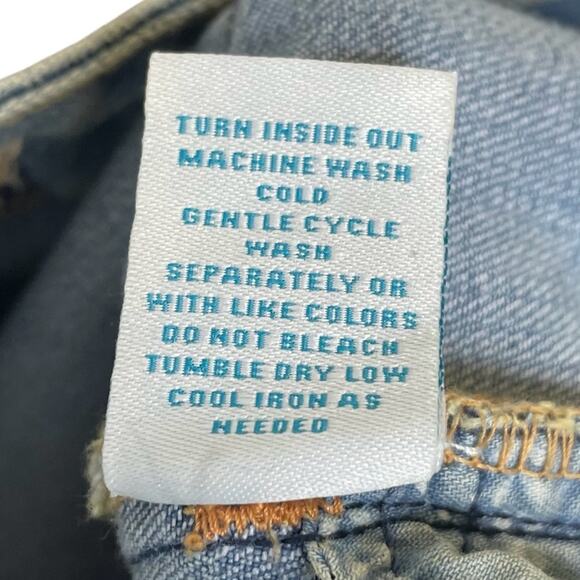 TURN INSIDE OUT
MACHINE WASH
COLD
GENTLE CYCLE
WASH
SEPARATELY OR
WITH LIKE COLORS
DO NOT BLEACH
TUMBLE DRY LOW
COOL IRON AS
NEEDED